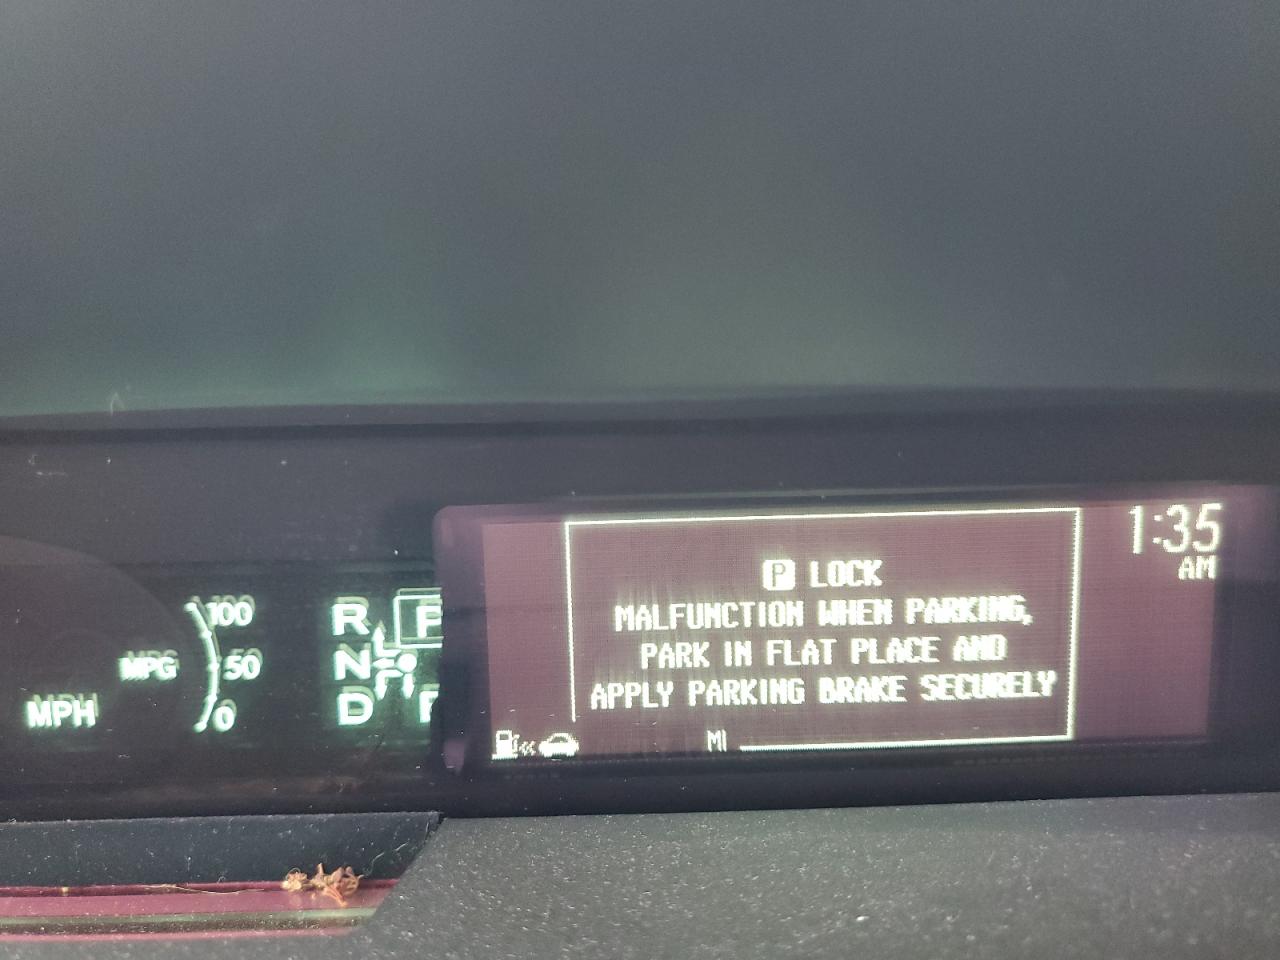 100
MPG 50
MPH 0
R P
N
D
P LOCK
MALFUNCTION WHEN PARKING,
PARK IN FLAT PLACE AND
APPLY PARKING BRAKE SECURELY
MI
1:35
AM